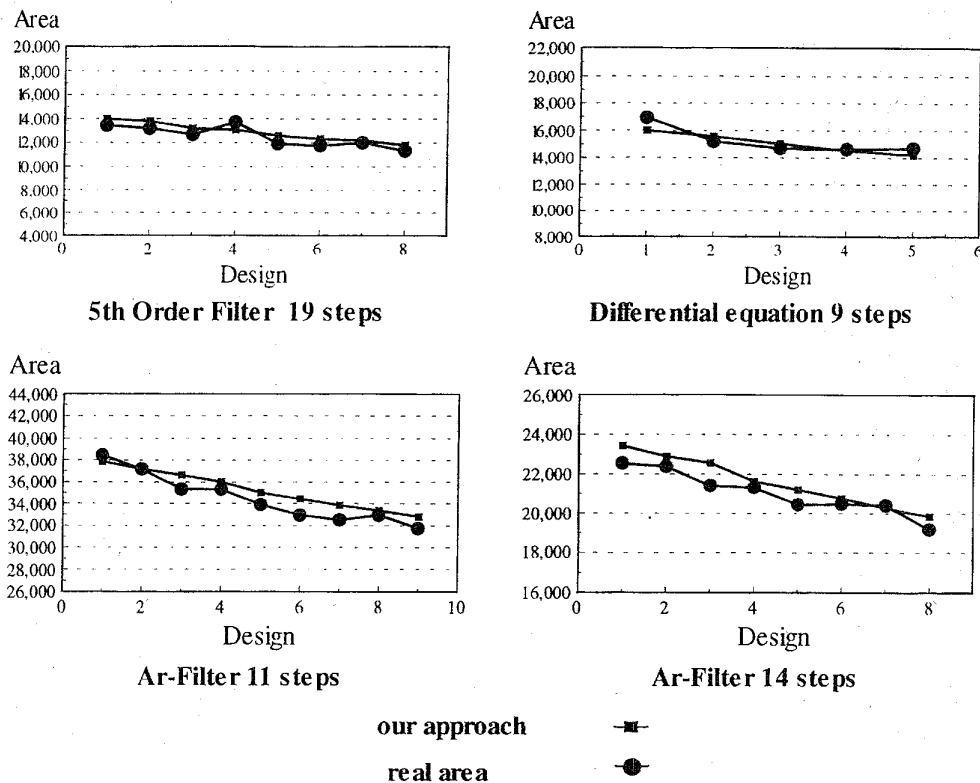 Area
20,000
18,000
16,000
14,000
12,000
10,000
8,000
6,000
4,000
0 2 4 6 8
Design
5th Order Filter 19 steps
Area
22,000
20,000
18,000
16,000
14,000
12,000
10,000
8,000
0 1 2 3 4 5 6
Design
Differential equation 9 steps
Area
44,000
42,000
40,000
38,000
36,000
34,000
32,000
30,000
28,000
26,000
0 2 4 6 8 10
Design
Ar-Filter 11 steps
Area
26,000
24,000
22,000
20,000
18,000
16,000
0 2 4 6 8
Design
Ar-Filter 14 steps
our approach
real area